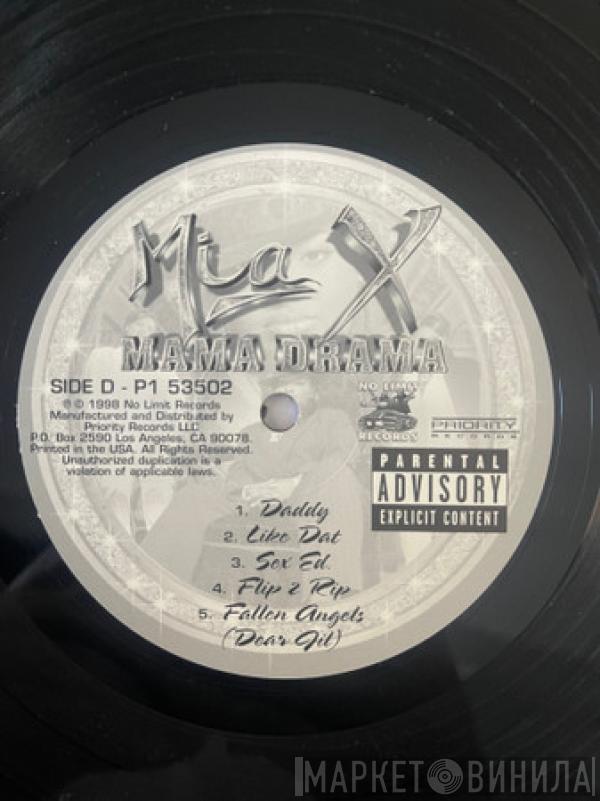 Mia X
MAMA DRAMA
SIDE D - P1 53502
℗ © 1998 No Limit Records
Manufactured and Distributed by
Priority Records LLC
P.O. Box 2590 Los Angeles, CA 90078.
Printed in the USA. All Rights Reserved.
Unauthorized duplication is a
violation of applicable laws.
NO LIMIT
RECORDS
PRIORITY
RECORDS
PARENTAL
ADVISORY
EXPLICIT CONTENT
1. Daddy
2. Like Dat
3. Sex Ed.
4. Flip 2 Rip
5. Fallen Angels
(Dear Jil)
МАРКЕТ ВИНИЛА